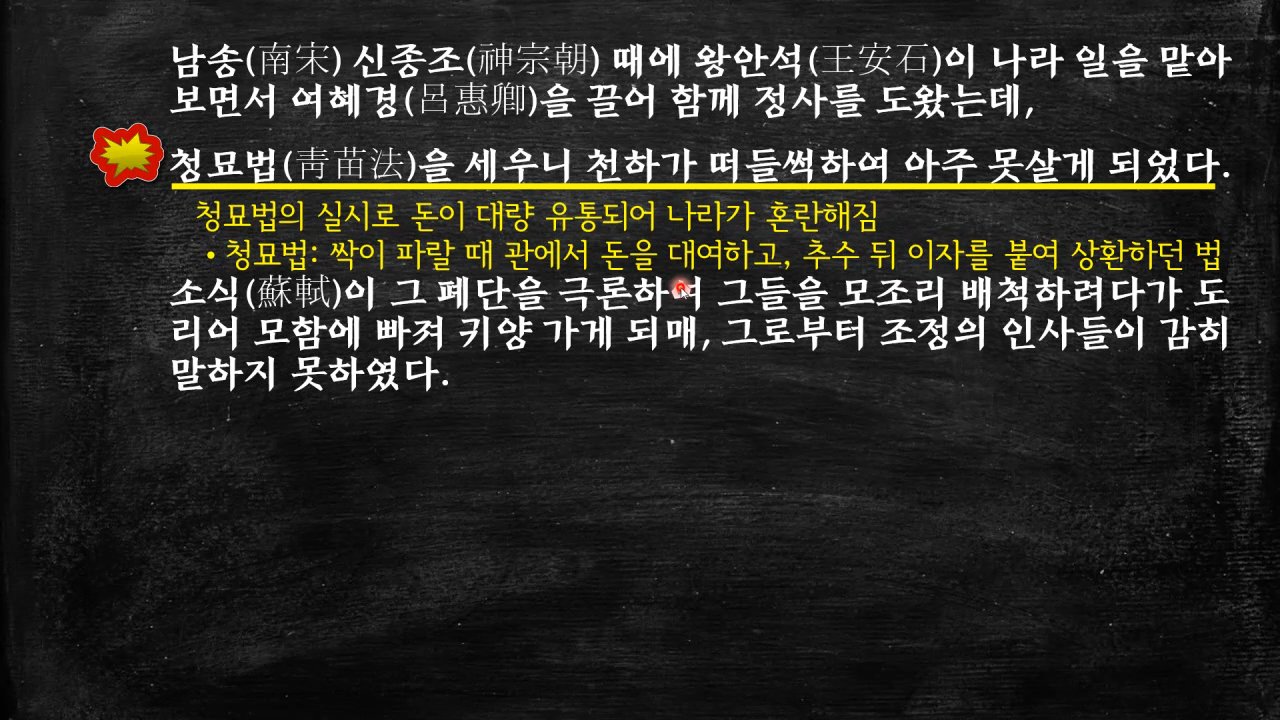 남송(南宋) 신종조(神宗朝) 때에 왕안석(王安石)이 나라 일을 맡아
보면서 여혜경(呂惠卿)을 끌어 함께 정사를 도왔는데,
청묘법(靑苗法)을 세우니 천하가 떠들썩하여 아주 못살게 되었다.
청묘법의 실시로 돈이 대량 유통되어 나라가 혼란해짐
• 청묘법: 싹이 파랄 때 관에서 돈을 대여하고, 추수 뒤 이자를 붙여 상환하던 법
소식(蘇軾)이 그 폐단을 극론하여 그들을 모조리 배척하려다가 도
리어 모함에 빠져 키양 가게 되매, 그로부터 조정의 인사들이 감히
말하지 못하였다.